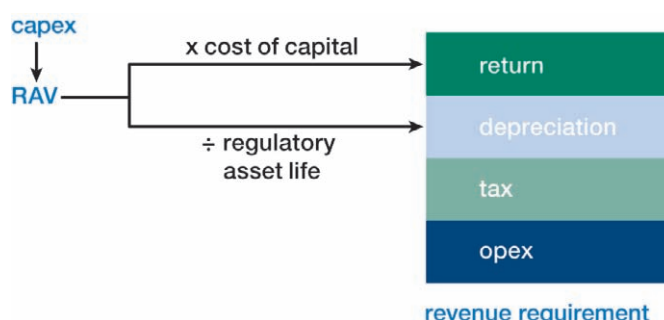 capex
x cost of capital
return
RAV
depreciation
÷ regulatory
asset life
tax
opex
revenue requirement